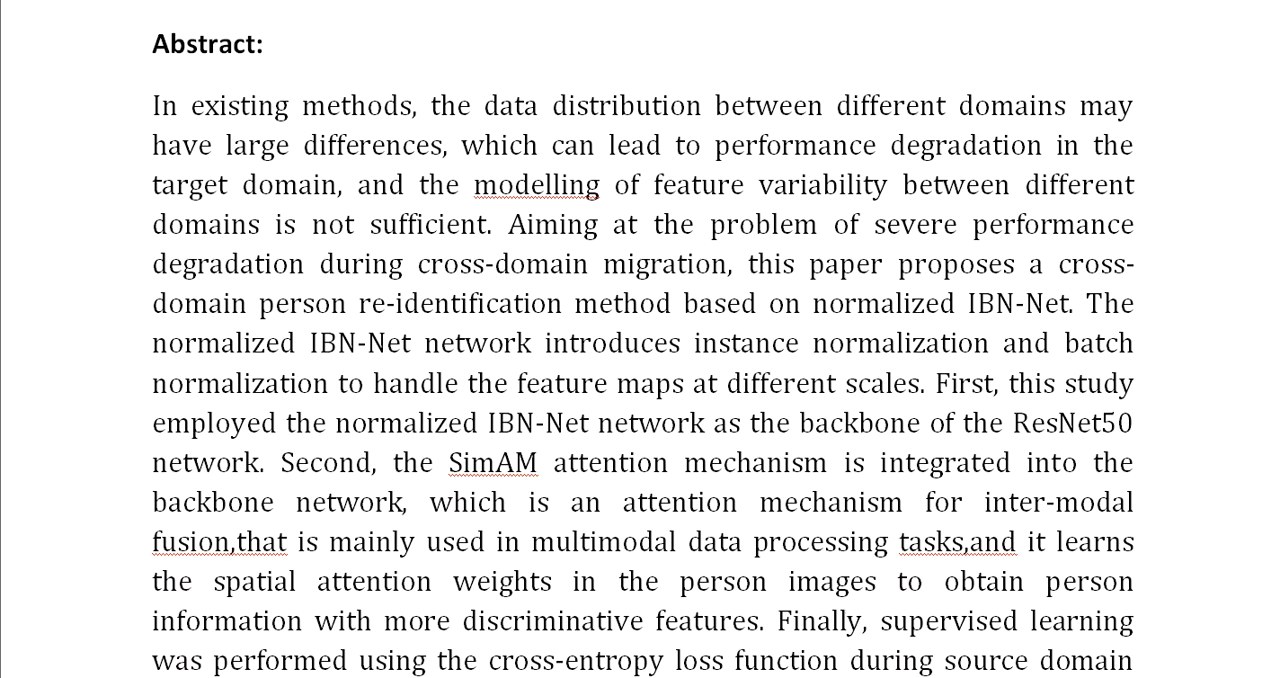 Abstract:
In existing methods, the data distribution between different domains may
have large differences, which can lead to performance degradation in the
target domain, and the modelling of feature variability between different
domains is not sufficient. Aiming at the problem of severe performance
degradation during cross-domain migration, this paper proposes a cross-
domain person re-identification method based on normalized IBN-Net. The
normalized IBN-Net network introduces instance normalization and batch
normalization to handle the feature maps at different scales. First, this study
employed the normalized IBN-Net network as the backbone of the ResNet50
network. Second, the SimAM attention mechanism is integrated into the
backbone network, which is an attention mechanism for inter-modal
fusion,that is mainly used in multimodal data processing tasks,and it learns
the spatial attention weights in the person images to obtain person
information with more discriminative features. Finally, supervised learning
was performed using the cross-entropy loss function during source domain